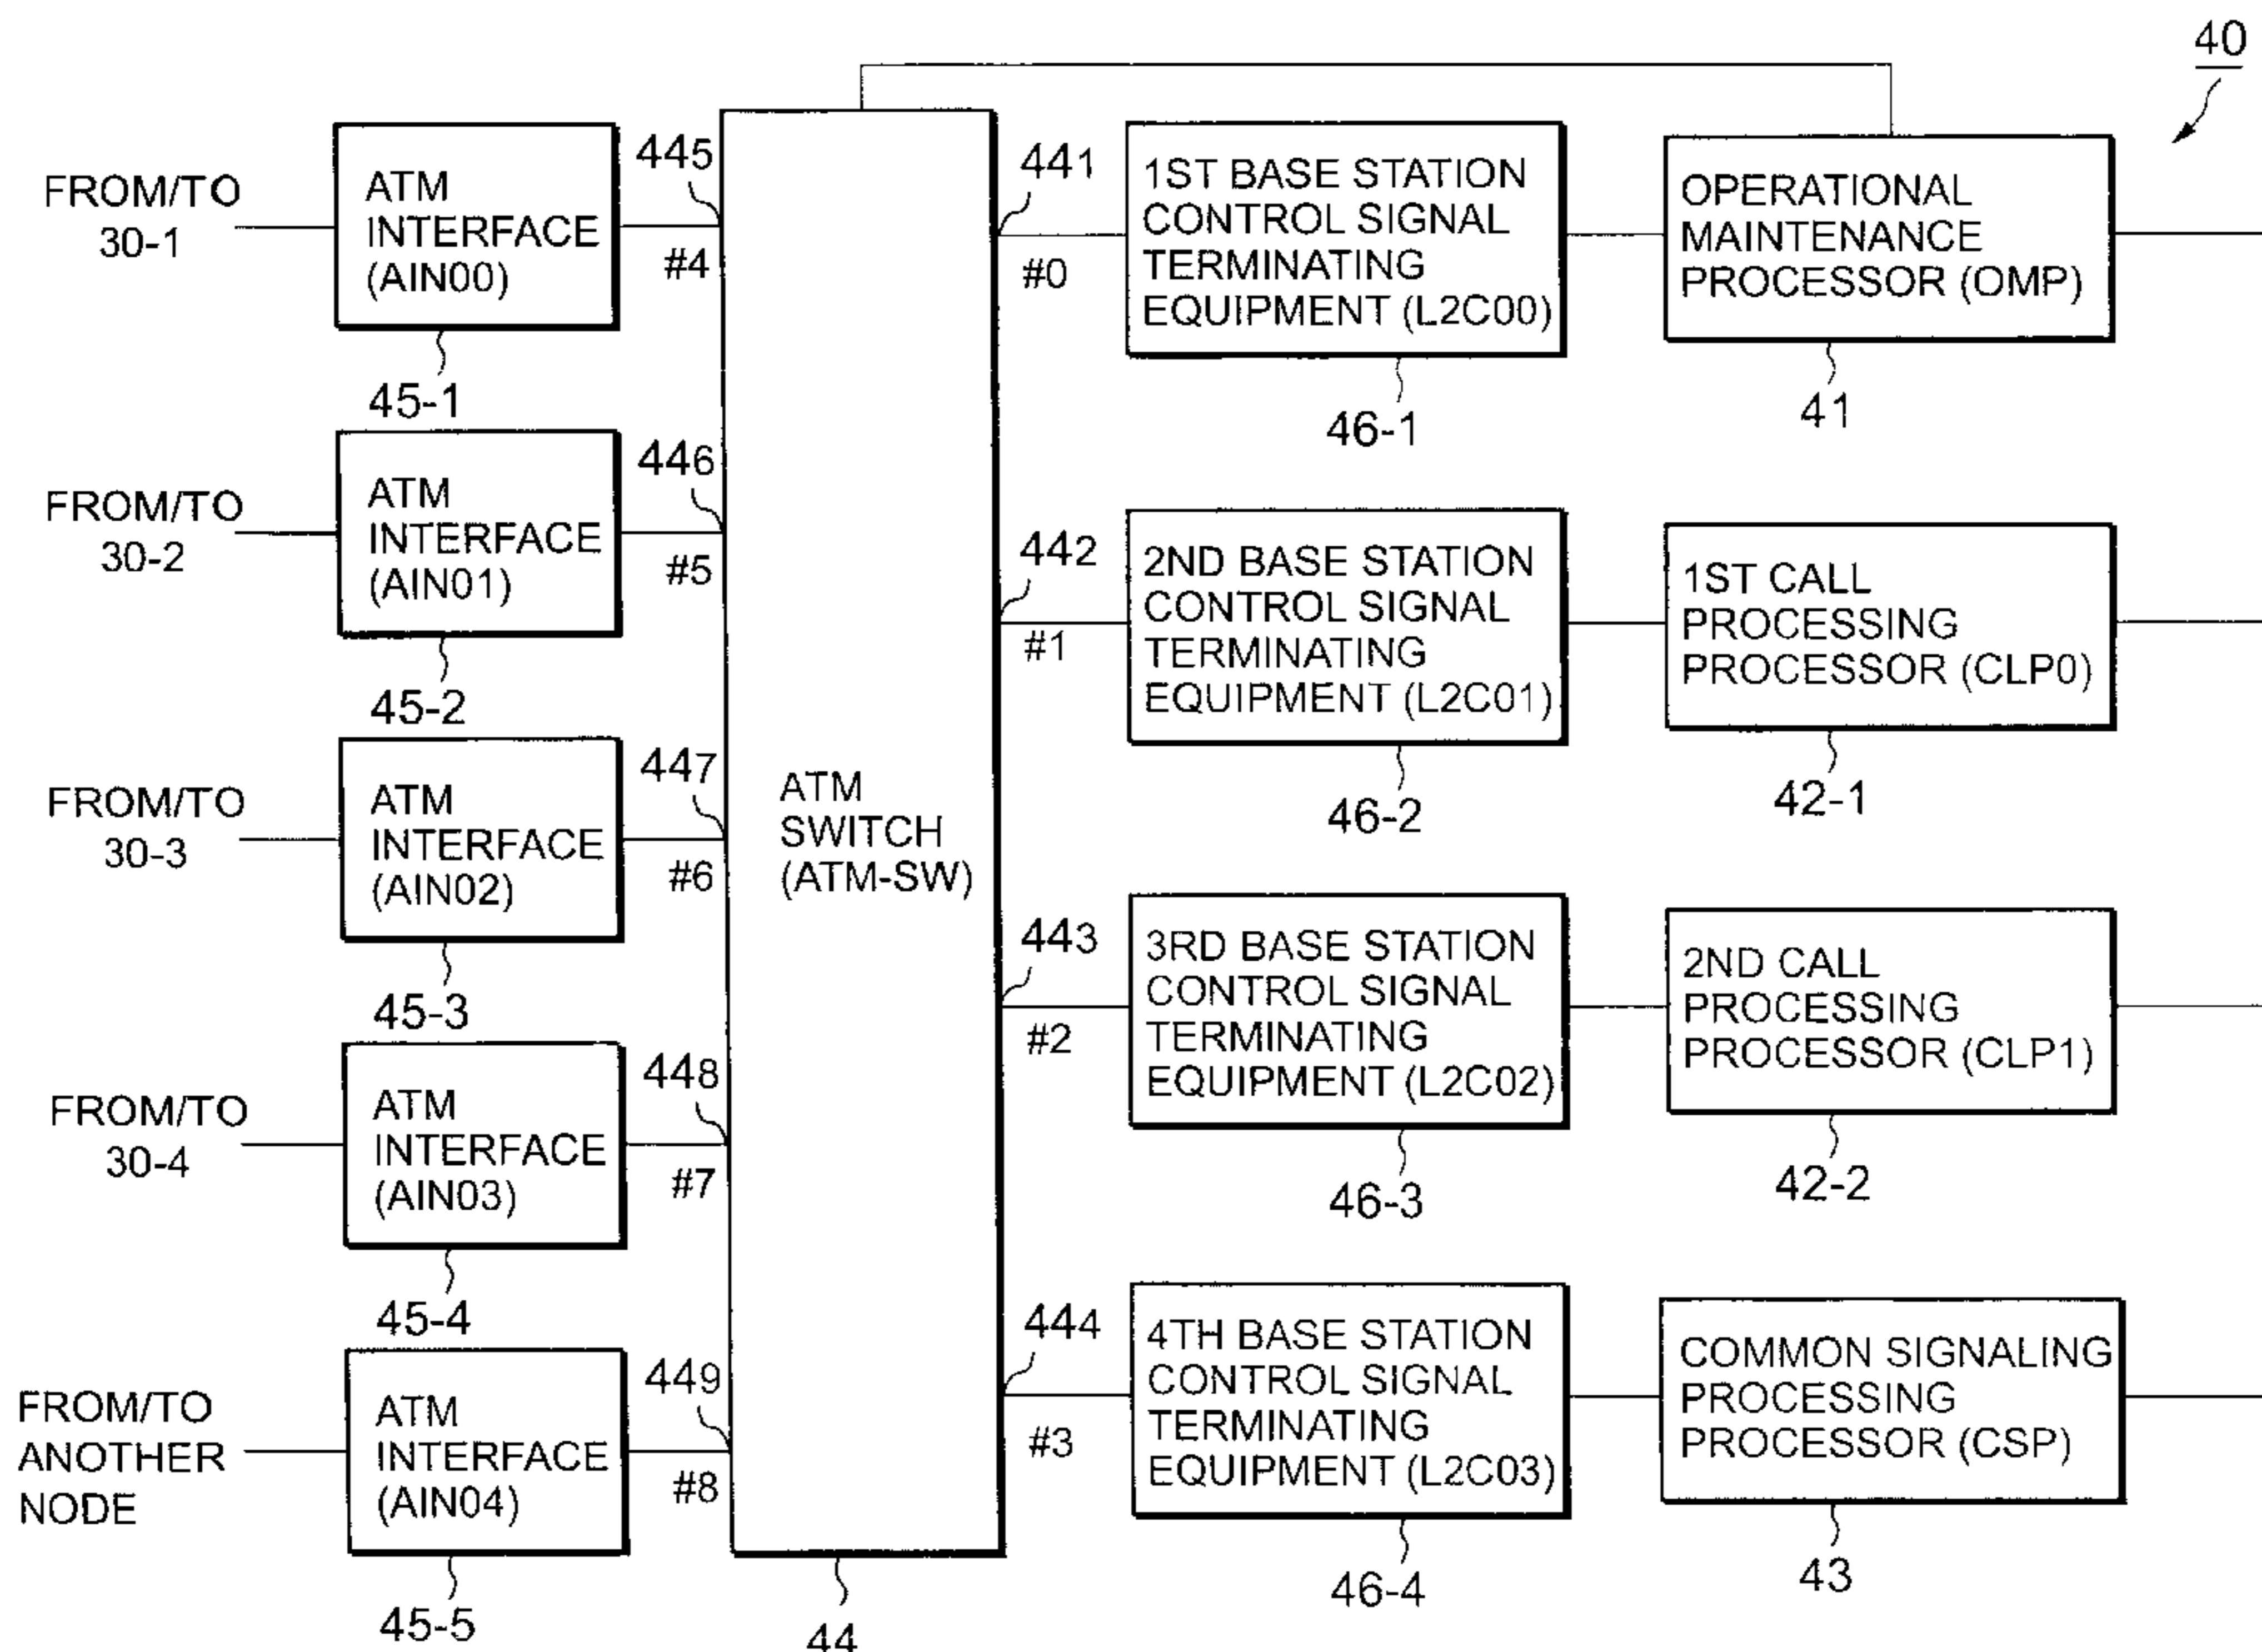 40
FROM/TO
30-1
ATM
INTERFACE
(AIN00)
45-1
445
#4
FROM/TO
30-2
ATM
INTERFACE
(AIN01)
45-2
446
#5
FROM/TO
30-3
ATM
INTERFACE
(AIN02)
45-3
447
#6
FROM/TO
30-4
ATM
INTERFACE
(AIN03)
45-4
448
#7
FROM/TO
ANOTHER
NODE
ATM
INTERFACE
(AIN04)
45-5
449
#8
ATM
SWITCH
(ATM-SW)
44
441
#0
1ST BASE STATION
CONTROL SIGNAL
TERMINATING
EQUIPMENT (L2C00)
46-1
OPERATIONAL
MAINTENANCE
PROCESSOR (OMP)
41
442
#1
2ND BASE STATION
CONTROL SIGNAL
TERMINATING
EQUIPMENT (L2C01)
46-2
1ST CALL
PROCESSING
PROCESSOR (CLP0)
42-1
443
#2
3RD BASE STATION
CONTROL SIGNAL
TERMINATING
EQUIPMENT (L2C02)
46-3
2ND CALL
PROCESSING
PROCESSOR (CLP1)
42-2
444
#3
4TH BASE STATION
CONTROL SIGNAL
TERMINATING
EQUIPMENT (L2C03)
46-4
COMMON SIGNALING
PROCESSING
PROCESSOR (CSP)
43